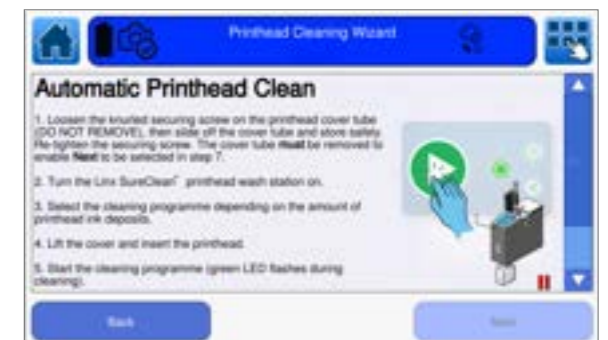 Printhead Cleaning Wizard
Automatic Printhead Clean
1. Loosen the knurled securing screw on the printhead cover tube
(DO NOT REMOVE), then slide off the cover tube and store safely.
Re-tighten the securing screw. The cover tube must be removed to
enable Next to be selected in step 7.
2. Turn the Linx SureClean® printhead wash station on.
3. Select the cleaning programme depending on the amount of
printhead ink deposits.
4. Lift the cover and insert the printhead.
5. Start the cleaning programme (green LED flashes during
cleaning).
Back
Next